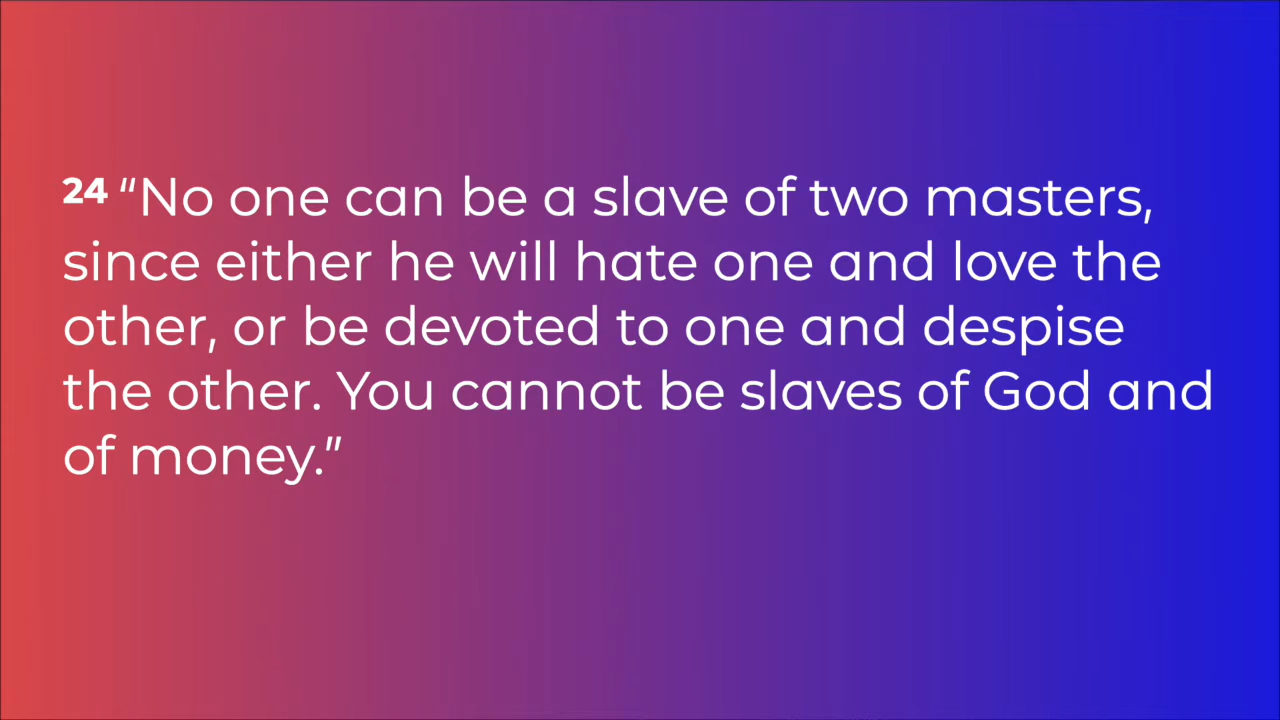 24 “No one can be a slave of two masters,
since either he will hate one and love the
other, or be devoted to one and despise
the other. You cannot be slaves of God and
of money.”